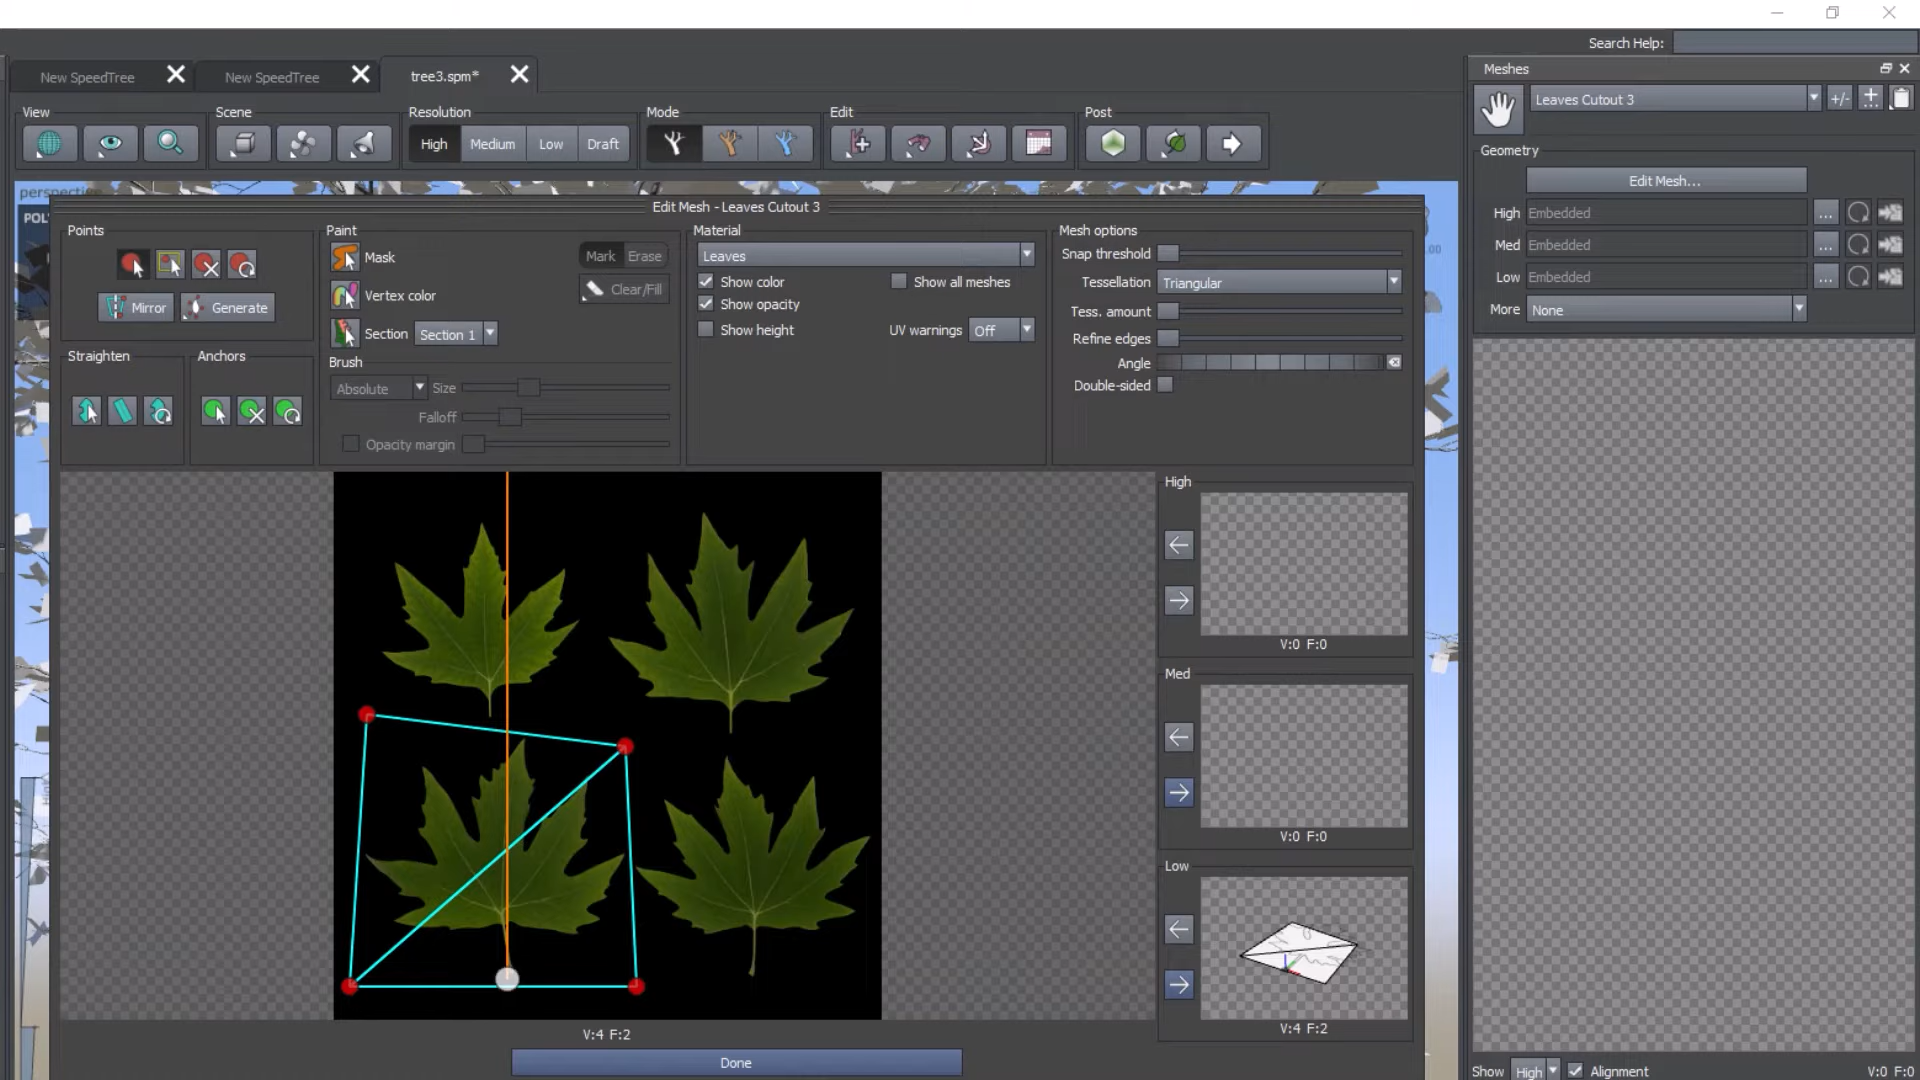 Search Help:
New SpeedTree
New SpeedTree
tree3.spm*
Meshes
View
Scene
Resolution
Mode
Edit
Post
Leaves Cutout 3
+/-
High
Medium
Low
Draft
Geometry
Edit Mesh...
perspective
POL
Edit Mesh - Leaves Cutout 3
High
Embedded
...
Med
Embedded
...
Low
Embedded
...
More
None
Points
Paint
Material
Mesh options
Mask
Mark
Erase
Leaves
Snap threshold
Show color
Show all meshes
Tessellation
Triangular
Vertex color
Clear/Fill
Show opacity
Mirror
Generate
Tess. amount
Section
Section 1
Show height
UV warnings
Off
Refine edges
Straighten
Anchors
Brush
Angle
Absolute
Size
Double-sided
Falloff
Opacity margin
High
V:0 F:0
Med
V:0 F:0
Low
V:4 F:2
V:4 F:2
Done
Show
High
Alignment
V:0 F:0